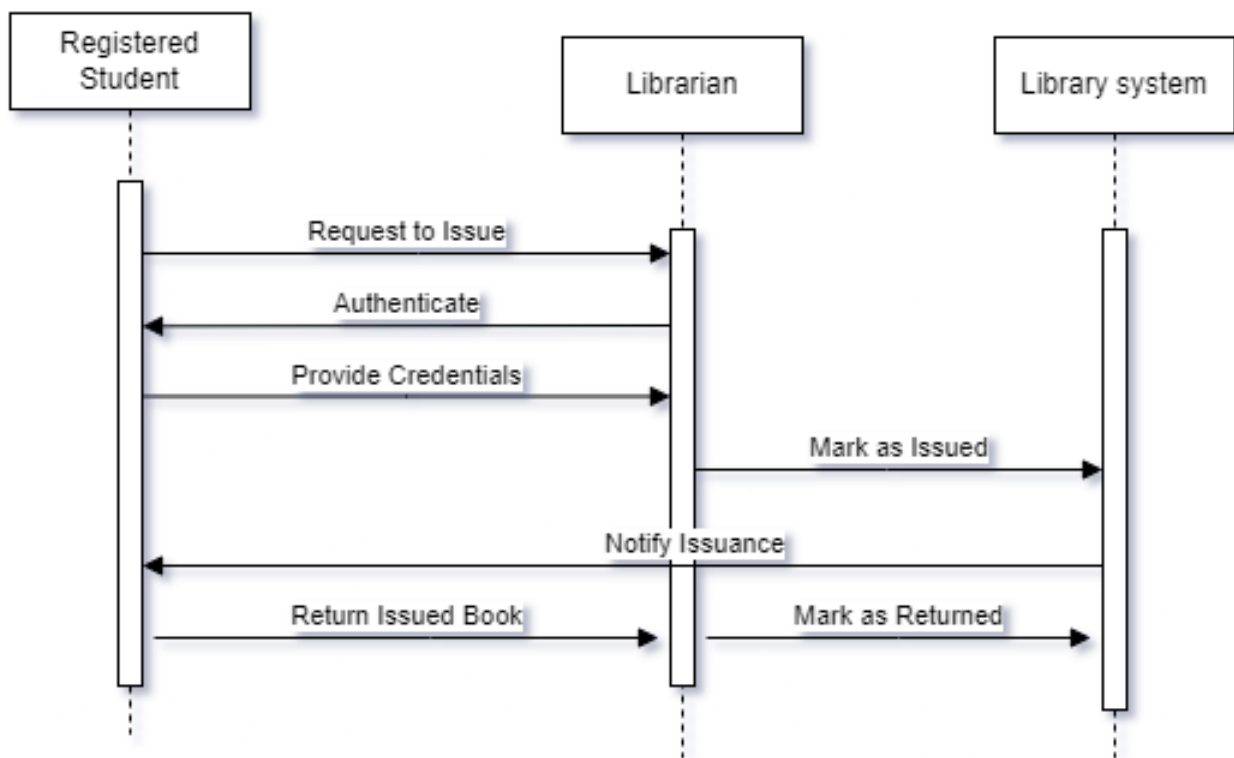 Registered
Student
Librarian
Library system
Request to Issue
Authenticate
Provide Credentials
Mark as Issued
Notify Issuance
Return Issued Book
Mark as Returned